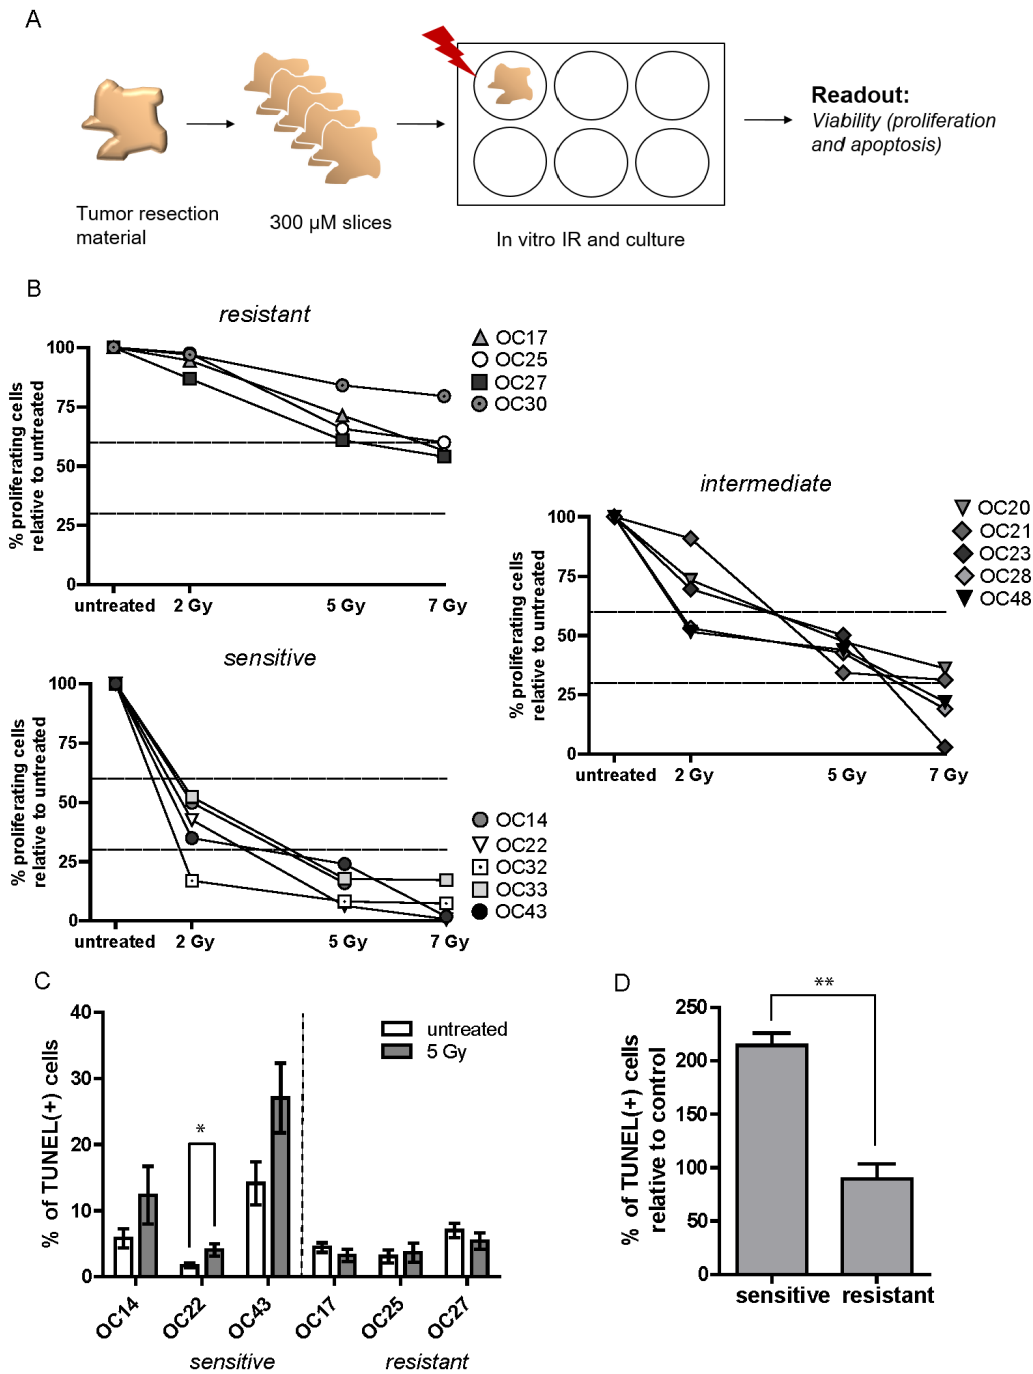 A
Readout:
Viability (proliferation
and apoptosis)
Tumor resection
material
300 µM slices
In vitro IR and culture
B
resistant
% proliferating cells
relative to untreated
100
75
50
25
0
untreated
2 Gy
5 Gy
7 Gy
OC17
OC25
OC27
OC30
intermediate
% proliferating cells
relative to untreated
100
75
50
25
0
untreated
2 Gy
5 Gy
7 Gy
OC20
OC21
OC23
OC28
OC48
sensitive
% proliferating cells
relative to untreated
100
75
50
25
0
untreated
2 Gy
5 Gy
7 Gy
OC14
OC22
OC32
OC33
OC43
C
% of TUNEL(+) cells
40
30
20
10
0
untreated
5 Gy
*
OC14
OC22
OC43
OC17
OC25
OC27
sensitive
resistant
D
% of TUNEL(+) cells
relative to control
250
200
150
100
50
0
**
sensitive
resistant